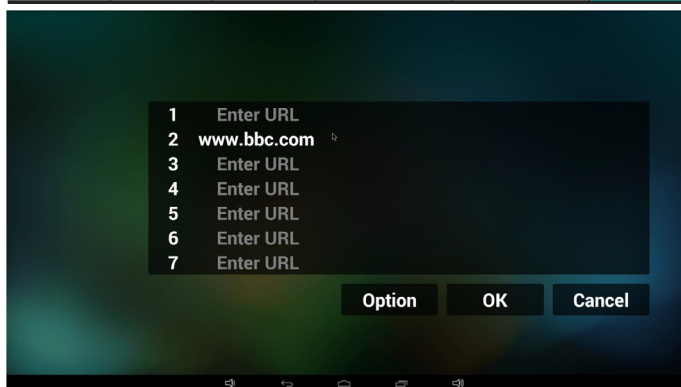 1 Enter URL
2 www.bbc.com
3 Enter URL
4 Enter URL
5 Enter URL
6 Enter URL
7 Enter URL
Option OK Cancel